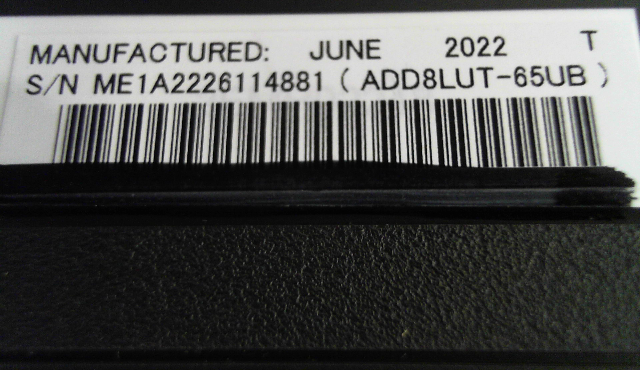 MANUFACTURED: JUNE 2022 T
S/N ME1A2226114881 ( ADD8LUT-65UB )